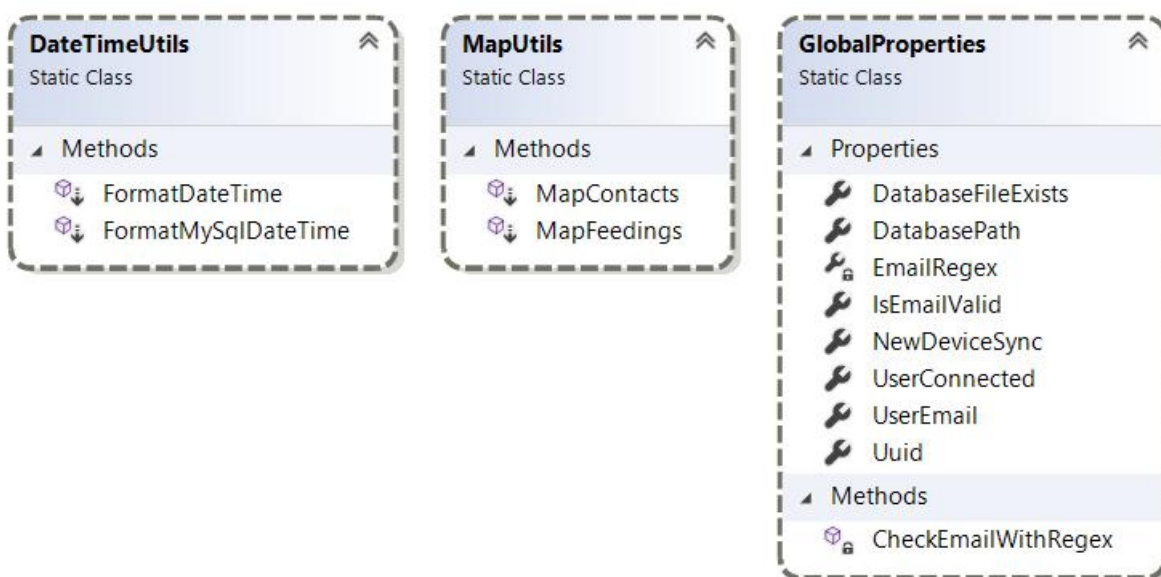 DateTimeUtils
Static Class
Methods
FormatDateTime
FormatMySqlDateTime
MapUtils
Static Class
Methods
MapContacts
MapFeedings
GlobalProperties
Static Class
Properties
DatabaseFileExists
DatabasePath
EmailRegex
IsEmailValid
NewDeviceSync
UserConnected
UserEmail
Uuid
Methods
CheckEmailWithRegex